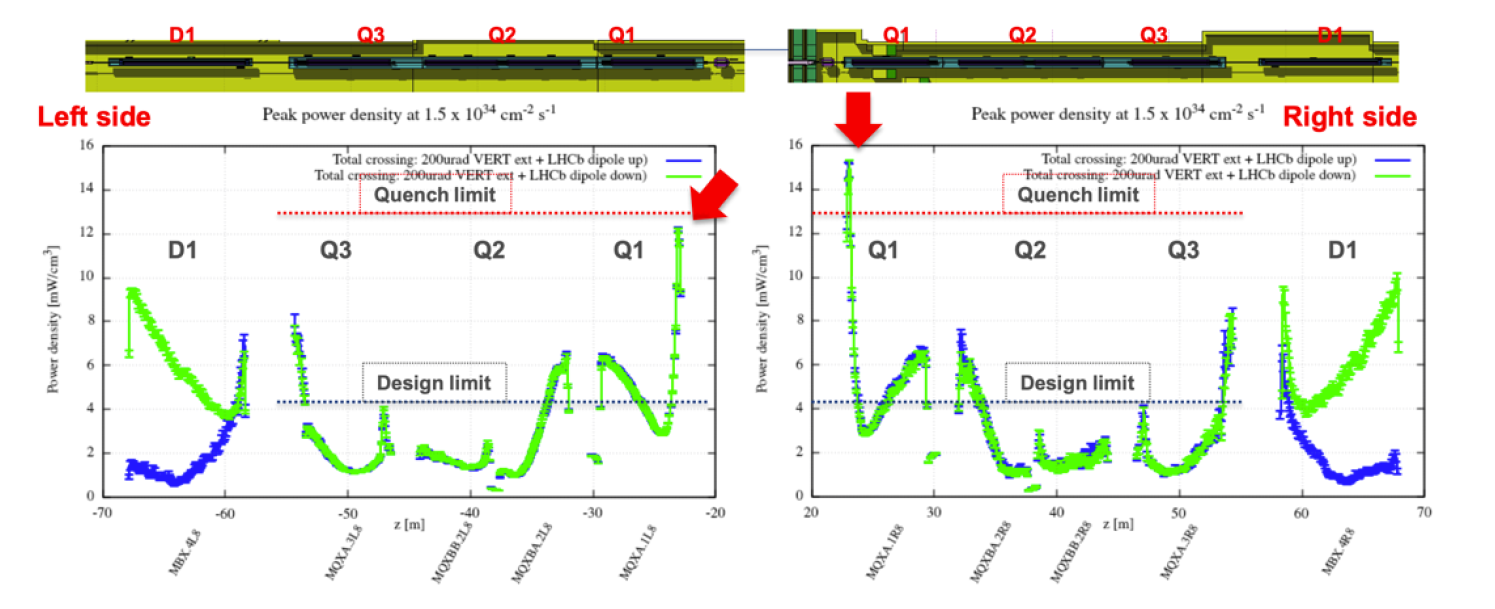 D1 Q3 Q2 Q1
Q1 Q2 Q3 D1
Left side
Peak power density at 1.5 x 10³⁴ cm⁻² s⁻¹
16
14
12
10
8
6
4
2
0
Power density [mW/cm³]
Total crossing: 200urad VERT ext + LHCb dipole up)
Total crossing: 200urad VERT ext + LHCb dipole down)
Quench limit
D1 Q3 Q2 Q1
Design limit
-70 -60 -50 -40 -30 -20
z [m]
MBX.4L8
MQXA.3L8
MQXBB.2L8
MQXBA.2L8
MQXA.1L8
Peak power density at 1.5 x 10³⁴ cm⁻² s⁻¹
Right side
16
14
12
10
8
6
4
2
0
Power density [mW/cm³]
Total crossing: 200urad VERT ext + LHCb dipole up)
Total crossing: 200urad VERT ext + LHCb dipole down)
Quench limit
Q1 Q2 Q3 D1
Design limit
20 30 40 50 60 70
z [m]
MQXA.1R8
MQXBA.2R8
MQXBB.2R8
MQXA.3R8
MBX.4R8